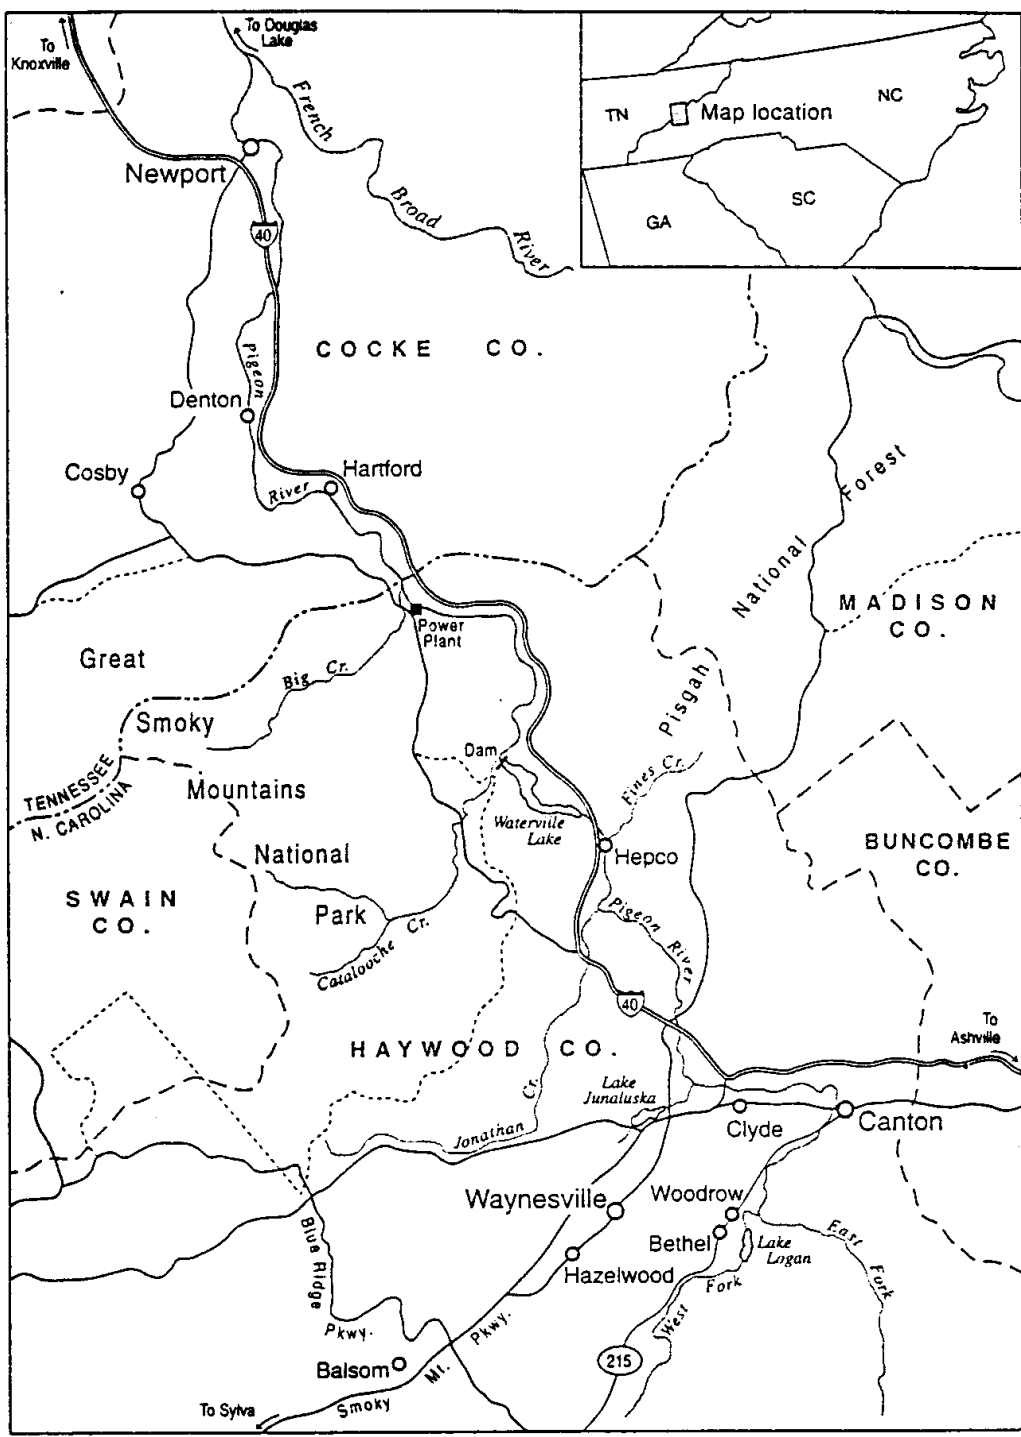 To
Knoxville
To Douglas
Lake
French
Broad
River
TN
Map location
NC
SC
GA
Newport
40
COCKE CO.
Pigeon
River
Denton
Cosby
Hartford
Pisgah
National
Forest
MADISON
CO.
Power
Plant
Great
Smoky
Mountains
National
Park
Big Cr.
TENNESSEE
N. CAROLINA
Dam
Waterville
Lake
Fines Cr.
Hepco
BUNCOMBE
CO.
SWAIN
CO.
Catalooche Cr.
Pigeon River
40
To
Ashville
HAYWOOD CO.
Lake
Junaluska
Jonathan Cr.
Clyde
Canton
Waynesville
Woodrow
Bethel
Lake
Logan
East Fork
Hazelwood
West Fork
Blue Ridge
Pkwy.
215
Balsom
Smoky Mt. Pkwy.
To Sylva